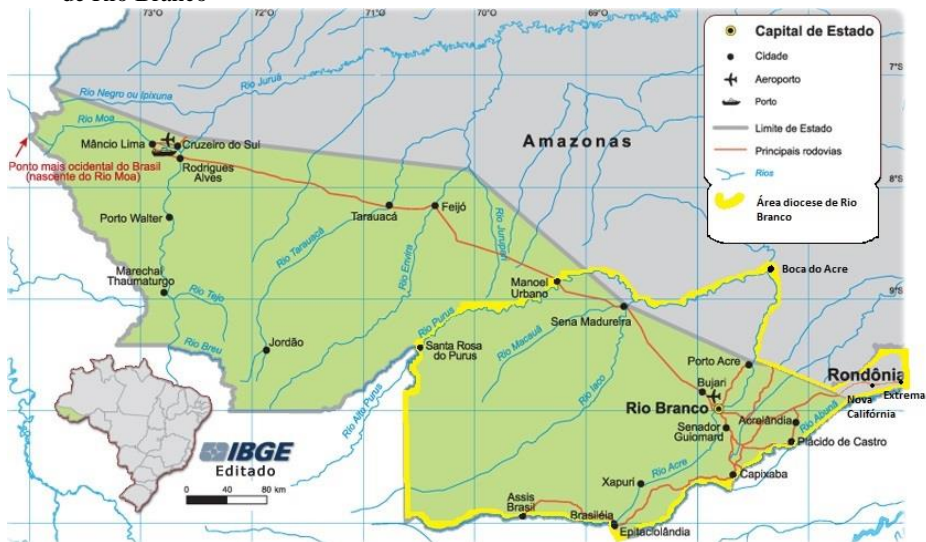 de Rio Branco
73°O
72°O
70°O
69°O
68°O
Capital de Estado
Cidade
Aeroporto
Porto
Limite de Estado
Principais rodovias
Rios
Área diocese de Rio
Branco
7°S
8°S
9°S
Rio Juruá
Rio Negro ou Ipixuna
Rio Moa
Amazonas
Mâncio Lima
Cruzeiro do Sul
Ponto mais ocidental do Brasil
(nascente do Rio Moa)
Rodrigues
Alves
Porto Walter
Tarauacá
Feijó
Rio Tarauacá
Rio Envira
Rio Jurupari
Boca do Acre
Marechal
Thaumaturgo
Rio Tejo
Manoel
Urbano
Rio Purus
Rio Macauã
Sena Madureira
Rio Breu
Jordão
Santa Rosa
do Purus
Rio Iaco
Porto Acre
Rondônia
Extrema
Nova
Califórnia
Bujari
Rio Branco
Rio Alto Purus
Acrelândia
Rio Abunã
Senador
Guiomard
Plácido de Castro
IBGE
Editado
0 40 80 km
Rio Acre
Capixaba
Xapuri
Assis
Brasil
Brasiléia
Epitaciolândia